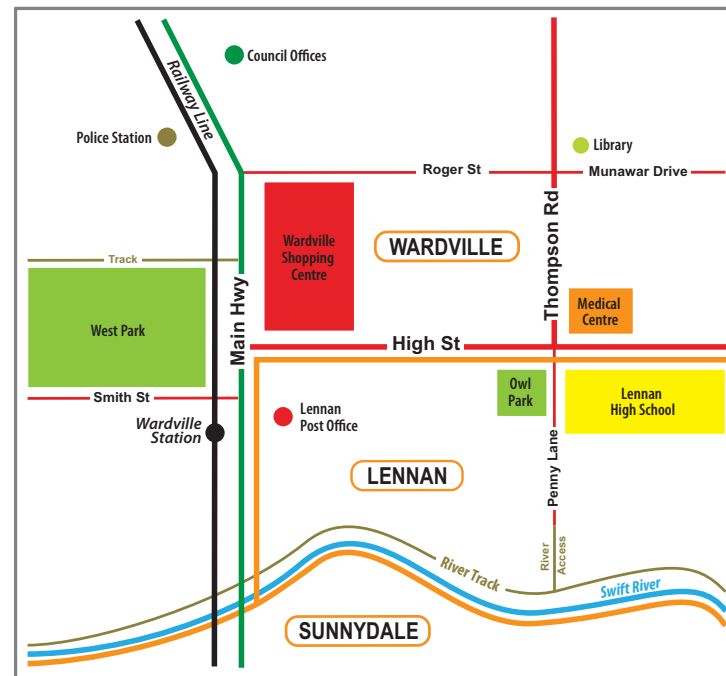 Council Offices
Railway Line
Police Station
Library
Roger St
Munawar Drive
Wardville
Shopping
Centre
WARDVILLE
Thompson Rd
Track
West Park
Main Hwy
Medical
Centre
High St
Smith St
Owl
Park
Lennan
High School
Lennan
Post Office
Wardville
Station
LENNAN
Penny Lane
River
Access
River Track
Swift River
SUNNYDALE